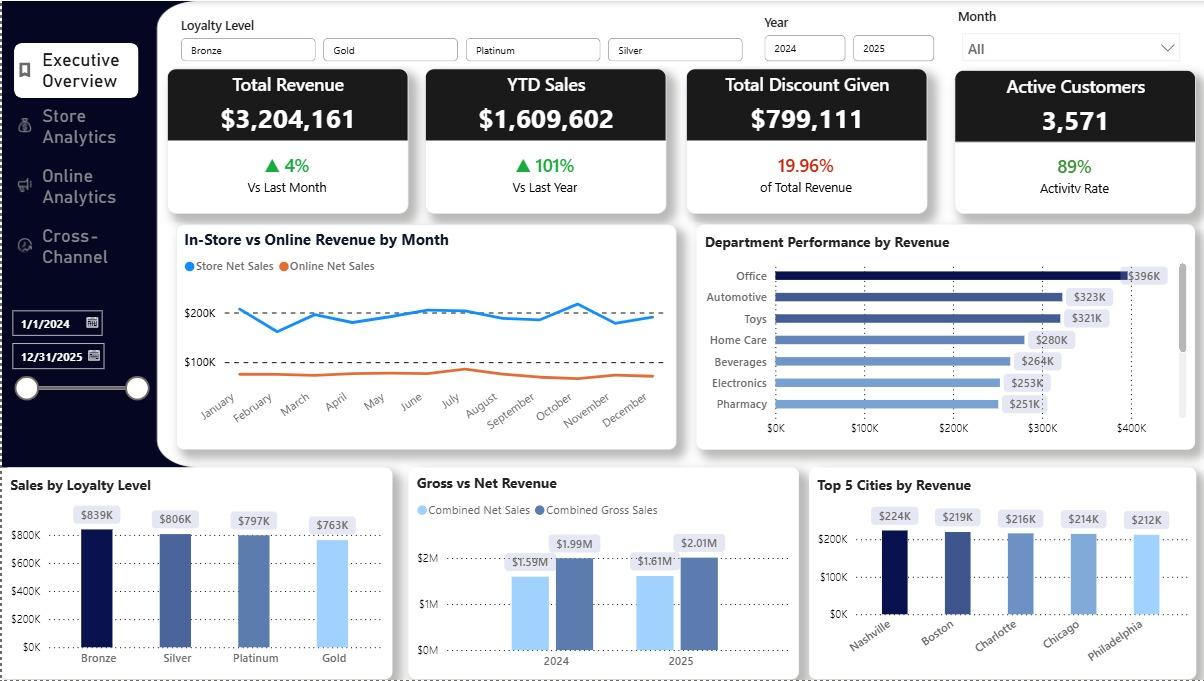 Executive
Overview
Store
Analytics
Online
Analytics
Cross-
Channel
1/1/2024
12/31/2025
Loyalty Level
Bronze
Gold
Platinum
Silver
Year
2024
2025
Month
All
Total Revenue
$3,204,161
4%
Vs Last Month
YTD Sales
$1,609,602
101%
Vs Last Year
Total Discount Given
$799,111
19.96%
of Total Revenue
Active Customers
3,571
89%
Activity Rate
In-Store vs Online Revenue by Month
Store Net Sales Online Net Sales
$200K
$100K
January
February
March
April
May
June
July
August
September
October
November
December
Department Performance by Revenue
Office $396K
Automotive $323K
Toys $321K
Home Care $280K
Beverages $264K
Electronics $253K
Pharmacy $251K
$0K $100K $200K $300K $400K
Sales by Loyalty Level
$839K $806K $797K $763K
$800K
$600K
$400K
$200K
$0K
Bronze Silver Platinum Gold
Gross vs Net Revenue
Combined Net Sales Combined Gross Sales
$1.59M $1.99M $1.61M $2.01M
$2M
$1M
$0M
2024 2025
Top 5 Cities by Revenue
$224K $219K $216K $214K $212K
$200K
$100K
$0K
Nashville
Boston
Charlotte
Chicago
Philadelphia